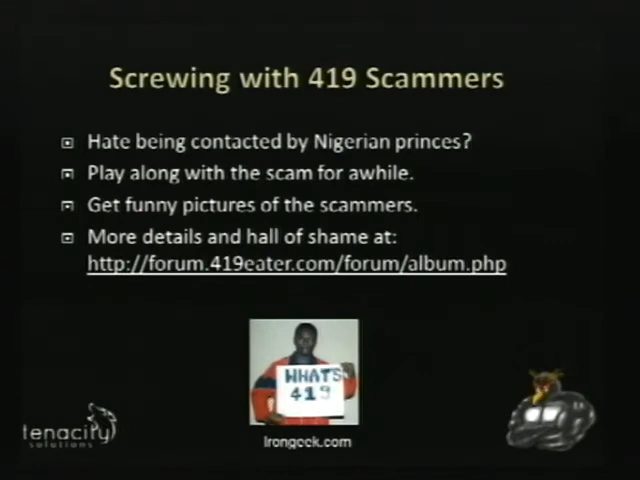 Screwing with 419 Scammers
Hate being contacted by Nigerian princes?
Play along with the scam for awhile.
Get funny pictures of the scammers.
More details and hall of shame at:
http://forum.419eater.com/forum/album.php
WHAT'S
419
tenacity
solutions
Irongeek.com